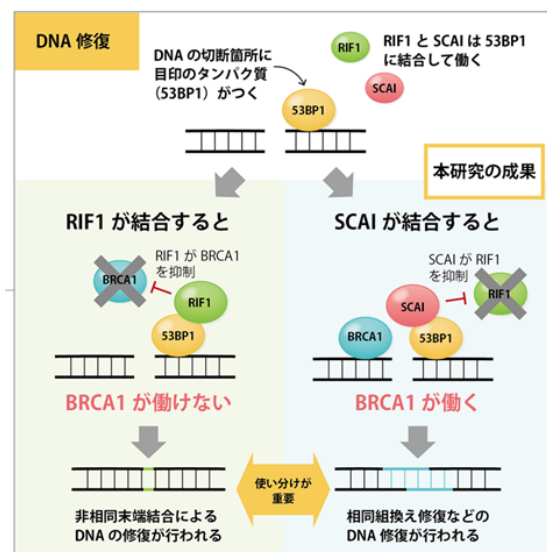 DNA 修復
DNA の切断箇所に
目印のタンパク質
（53BP1）がつく
53BP1
RIF1
SCAI
RIF1 と SCAI は 53BP1
に結合して働く
本研究の成果
RIF1 が結合すると
BRCA1
RIF1 が BRCA1
を抑制
RIF1
53BP1
BRCA1 が働けない
非相同末端結合による
DNA の修復が行われる
SCAI が結合すると
SCAI が RIF1
を抑制
RIF1
SCAI
BRCA1
53BP1
BRCA1 が働く
相同組換え修復などの
DNA 修復が行われる
使い分けが
重要